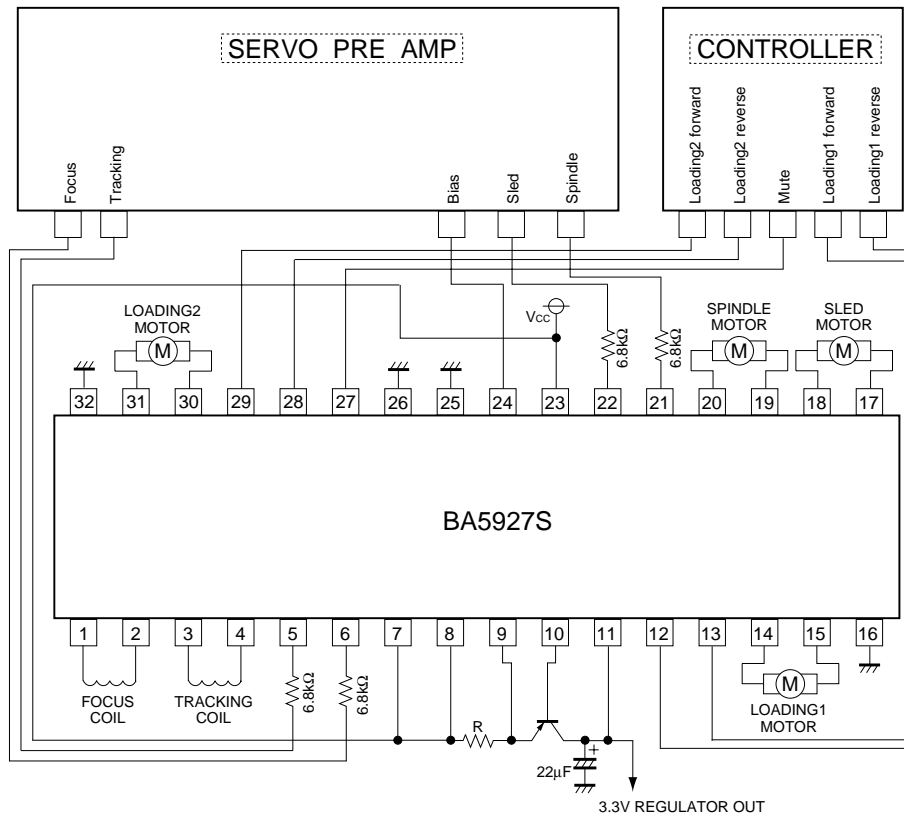 SERVO PRE AMP
CONTROLLER
Focus
Tracking
Bias
Sled
Spindle
Loading2 forward
Loading2 reverse
Mute
Loading1 forward
Loading1 reverse
LOADING2
MOTOR
M
VCC
6.8kΩ
6.8kΩ
SPINDLE
MOTOR
M
SLED
MOTOR
M
32 31 30 29 28 27 26 25 24 23 22 21 20 19 18 17
BA5927S
1 2 3 4 5 6 7 8 9 10 11 12 13 14 15 16
FOCUS
COIL
TRACKING
COIL
6.8kΩ
6.8kΩ
R
+
22µF
3.3V REGULATOR OUT
M
LOADING1
MOTOR